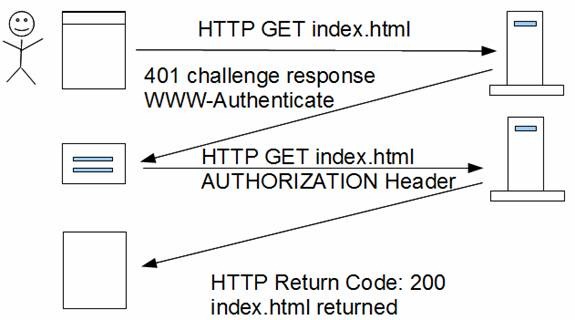 HTTP GET index.html
401 challenge response
WWW-Authenticate
HTTP GET index.html
AUTHORIZATION Header
HTTP Return Code: 200
index.html returned